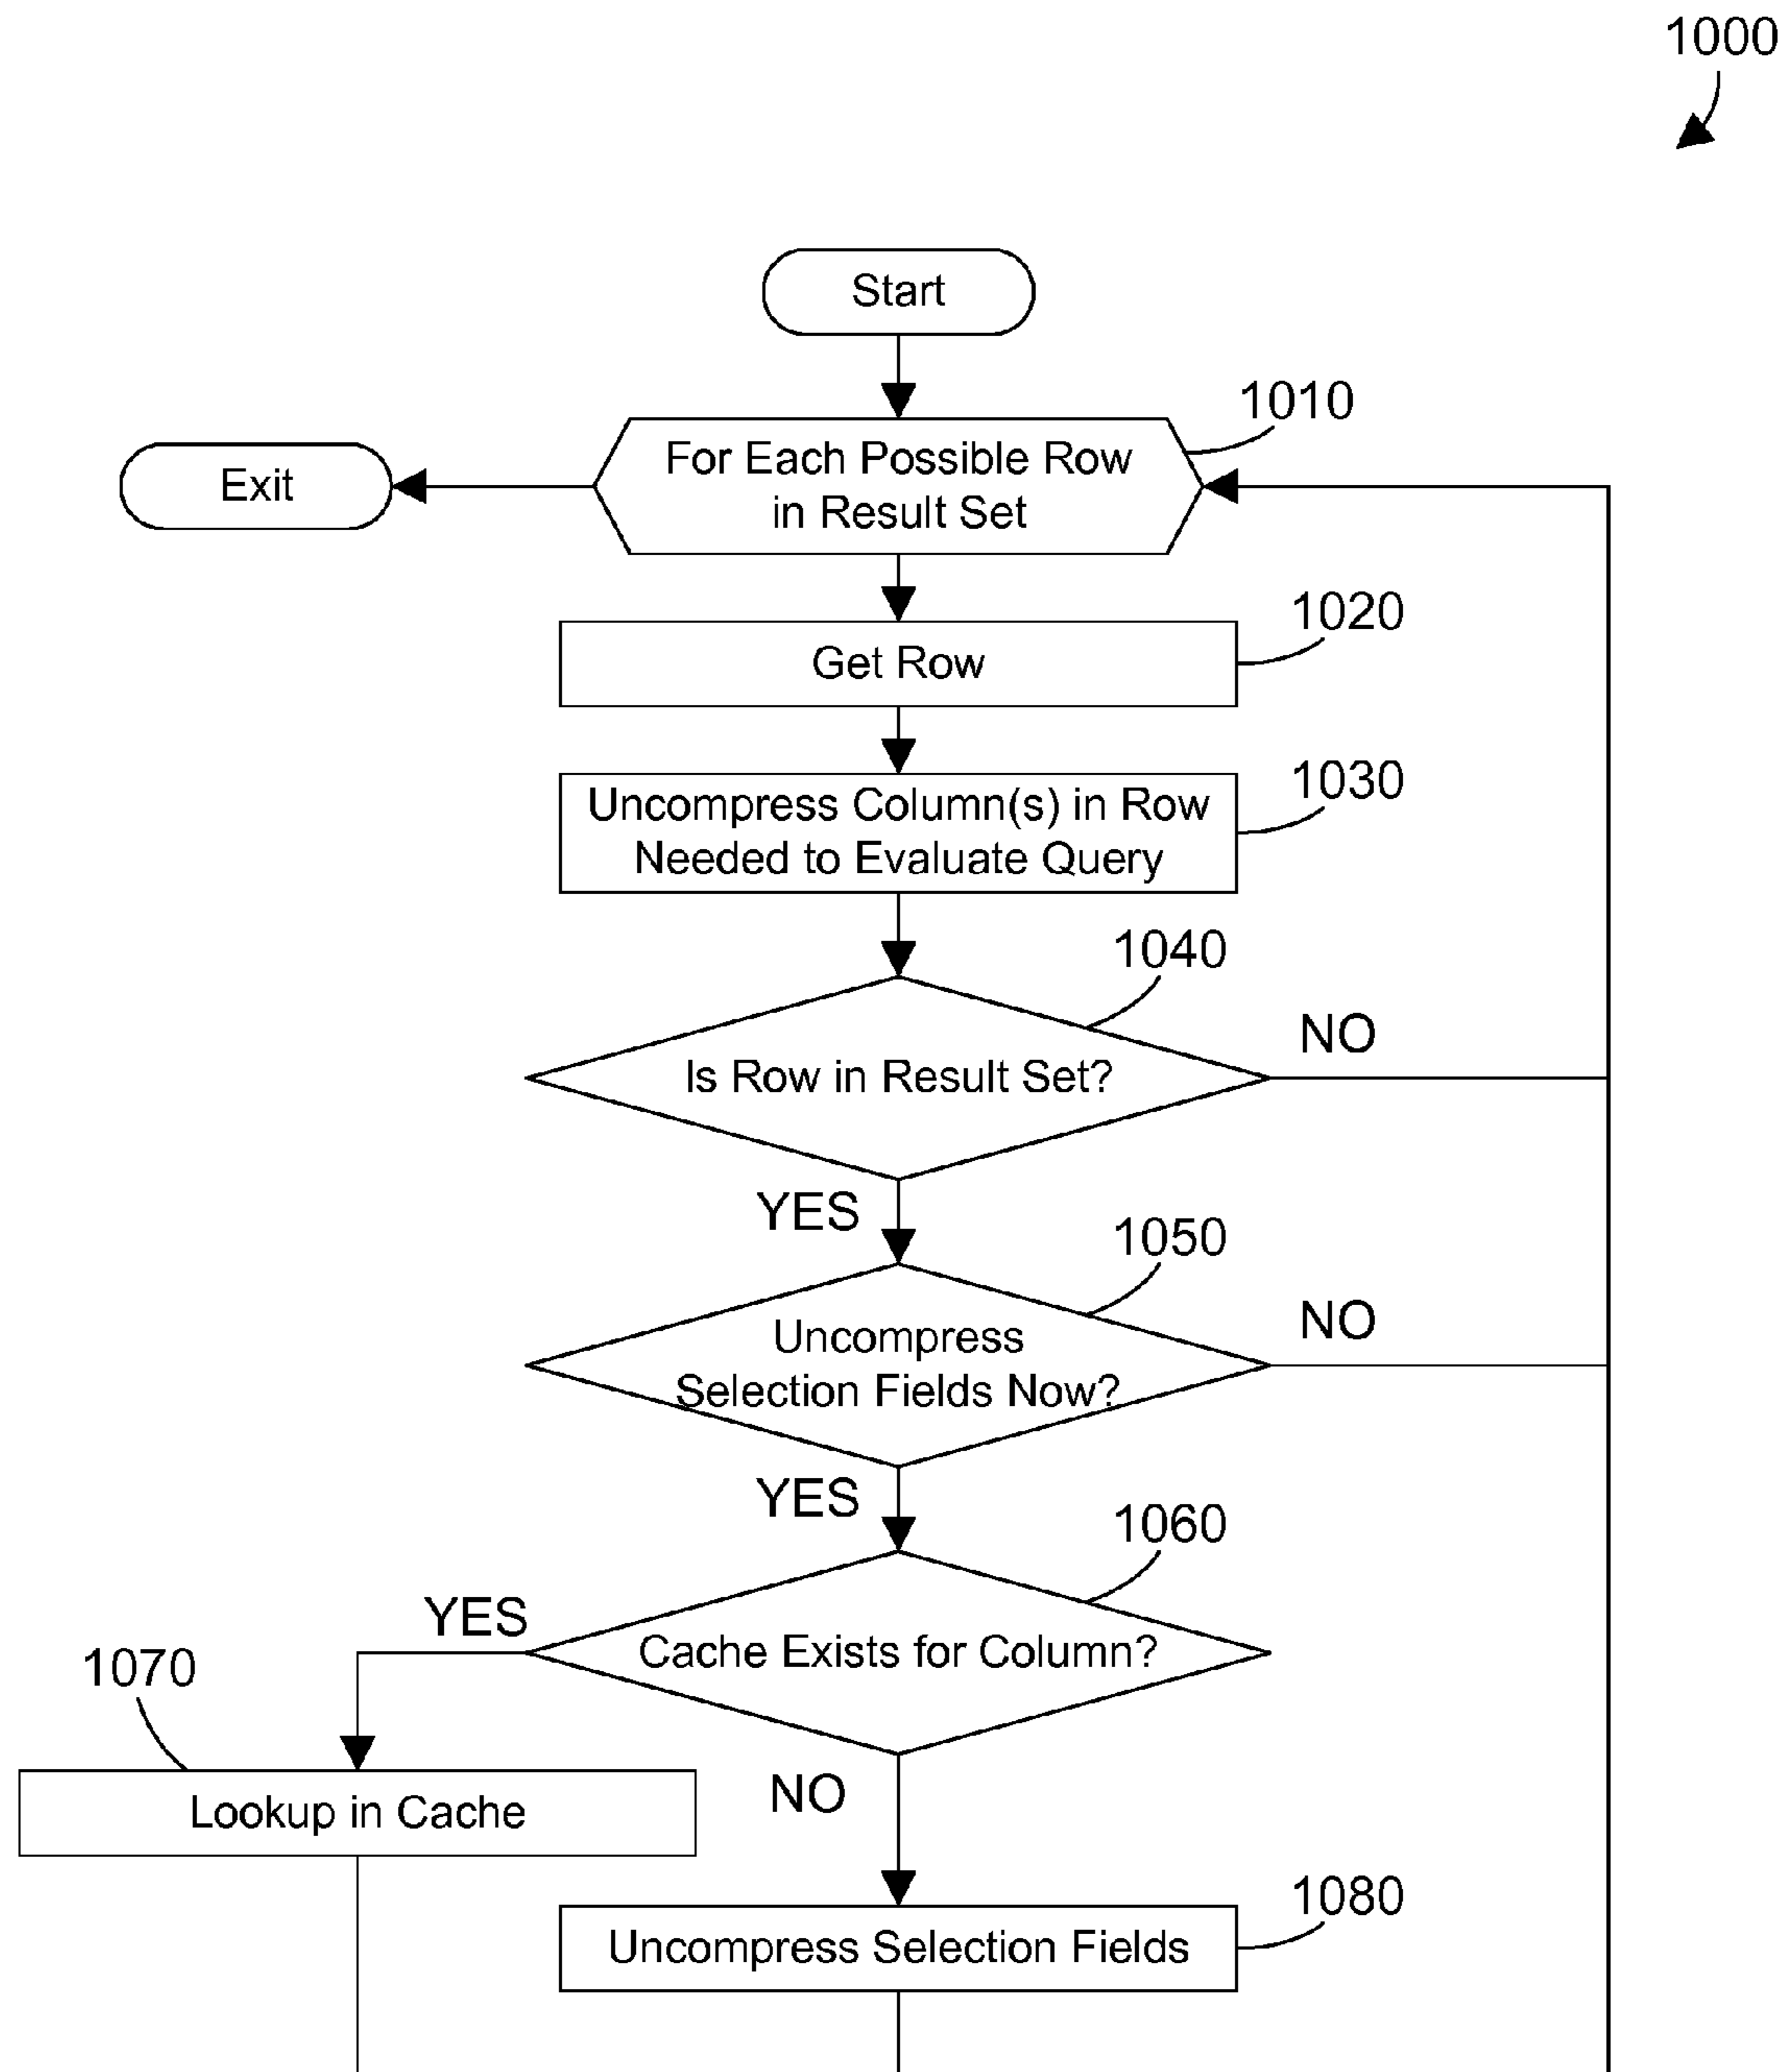 1000
Start
1010
For Each Possible Row
in Result Set
Exit
1020
Get Row
1030
Uncompress Column(s) in Row
Needed to Evaluate Query
1040
Is Row in Result Set?
NO
YES
1050
Uncompress
Selection Fields Now?
NO
YES
1060
Cache Exists for Column?
YES
1070
Lookup in Cache
NO
1080
Uncompress Selection Fields